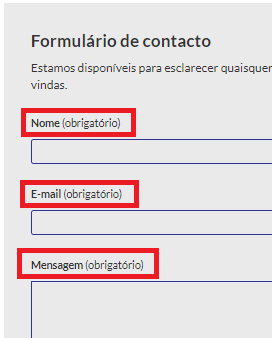 Formulário de contacto
Estamos disponíveis para esclarecer quaisquer
vindas.
Nome (obrigatório)
E-mail (obrigatório)
Mensagem (obrigatório)